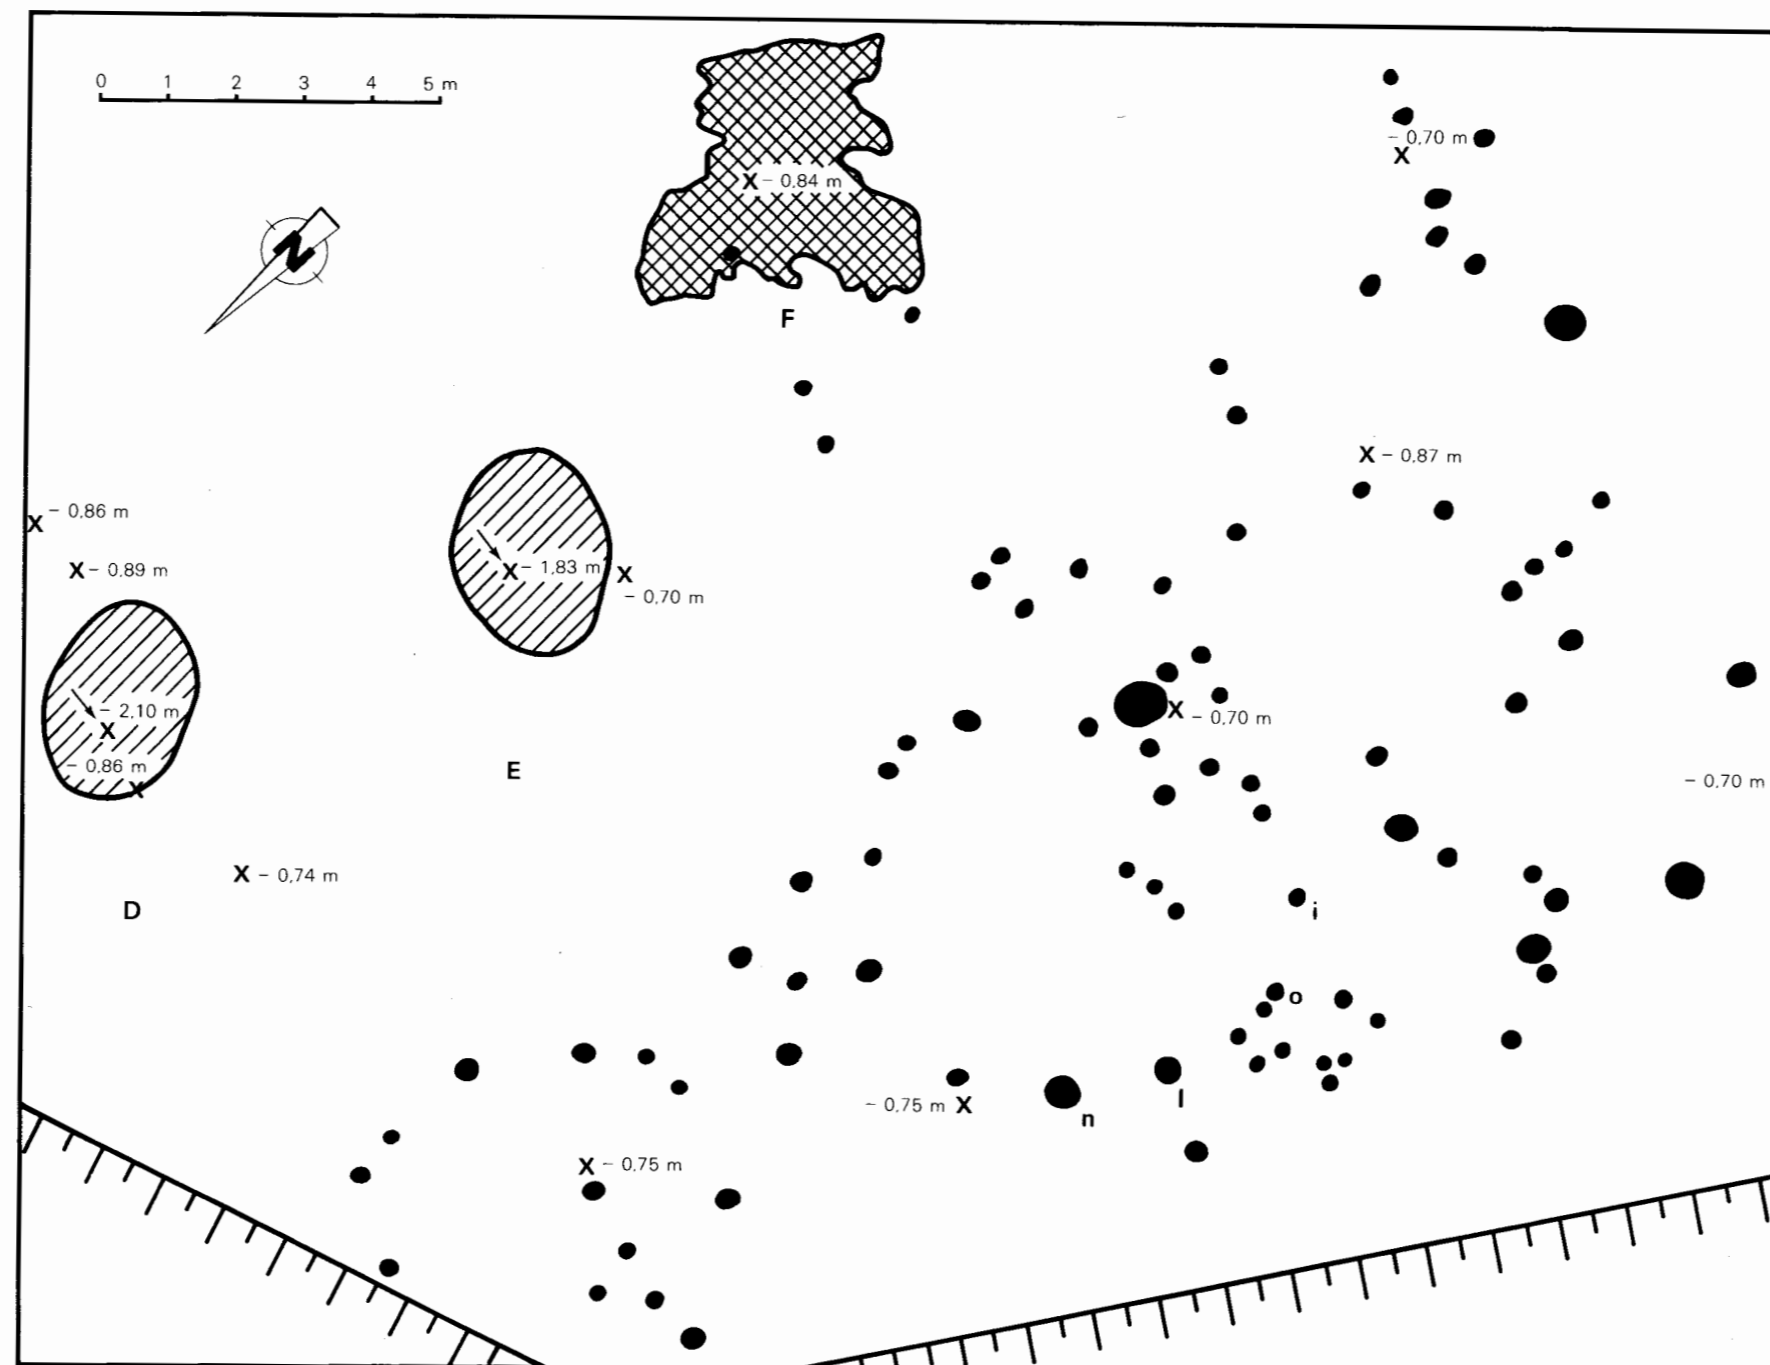 0 1 2 3 4 5 m
- 0,70 m
X
X - 0,84 m
N
F
X - 0,87 m
X - 0,86 m
X - 0,89 m
X - 1,83 m X
- 0,70 m
- 2,10 m
X
X - 0,70 m
- 0,86 m
X
E
- 0,70 m
X - 0,74 m
D
i
o
- 0,75 m X
l
n
X - 0,75 m